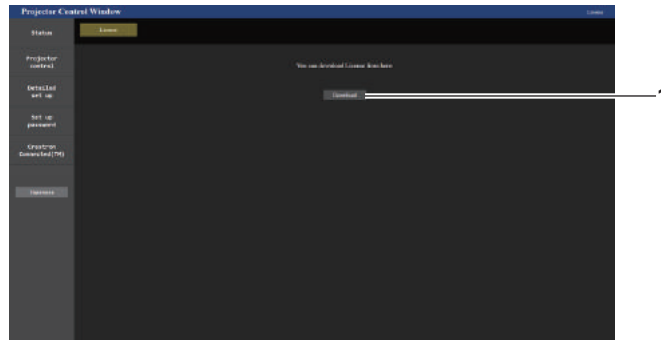 Projector Control Window
License
Status
License
Projector
control
You can download License from here
Detailed
set up
Download
1
Set up
password
Crestron
Connected(TM)